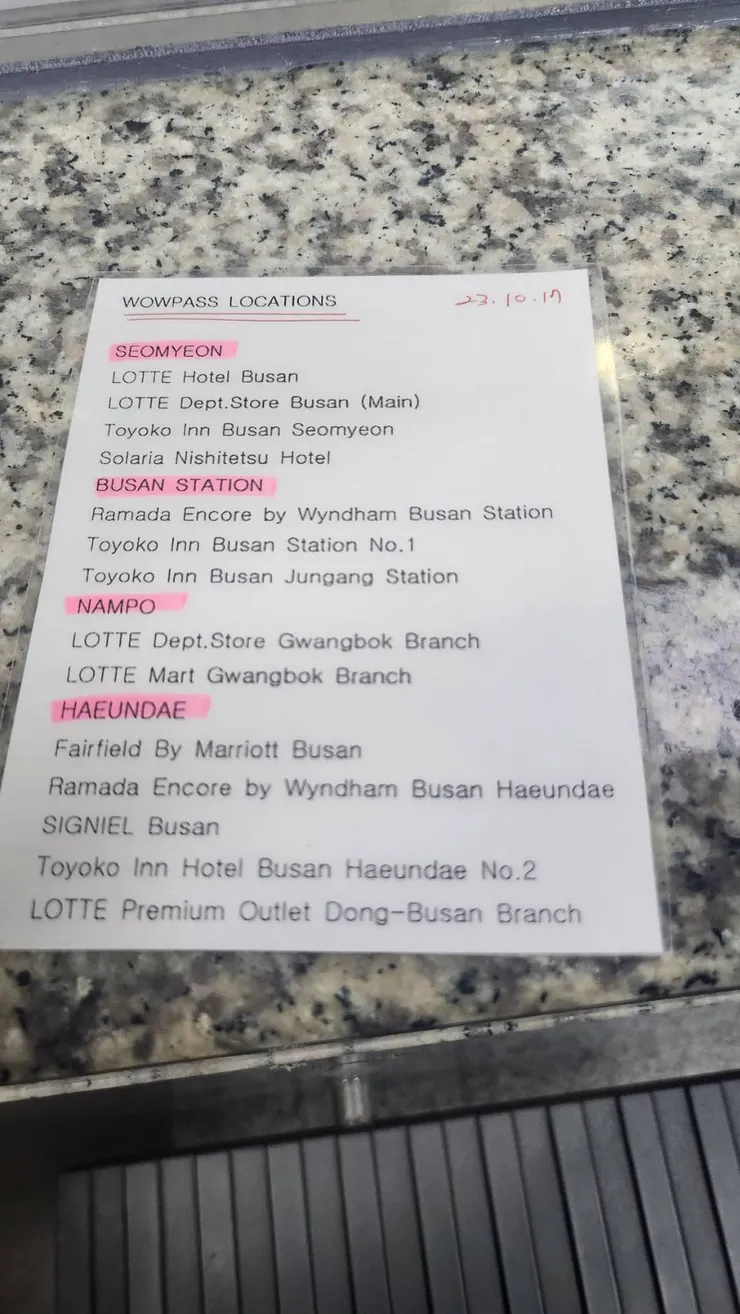 WOWPASS LOCATIONS 23.10.17
SEOMYEON
LOTTE Hotel Busan
LOTTE Dept.Store Busan (Main)
Toyoko Inn Busan Seomyeon
Solaria Nishitetsu Hotel
BUSAN STATION
Ramada Encore by Wyndham Busan Station
Toyoko Inn Busan Station No.1
Toyoko Inn Busan Jungang Station
NAMPO
LOTTE Dept.Store Gwangbok Branch
LOTTE Mart Gwangbok Branch
HAEUNDAE
Fairfield By Marriott Busan
Ramada Encore by Wyndham Busan Haeundae
SIGNIEL Busan
Toyoko Inn Hotel Busan Haeundae No.2
LOTTE Premium Outlet Dong-Busan Branch